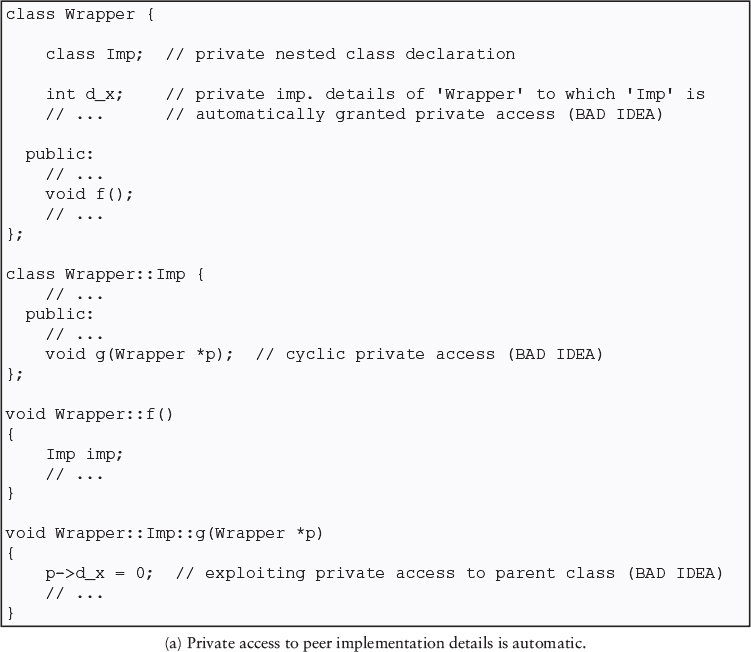 class Wrapper {
    class Imp;  // private nested class declaration
    int d_x;    // private imp. details of 'Wrapper' to which 'Imp' is
    // ...      // automatically granted private access (BAD IDEA)
  public:
    // ...
    void f();
    // ...
};
class Wrapper::Imp {
    // ...
  public:
    // ...
    void g(Wrapper *p);  // cyclic private access (BAD IDEA)
};
void Wrapper::f()
{
    Imp imp;
    // ...
}
void Wrapper::Imp::g(Wrapper *p)
{
    p->d_x = 0;  // exploiting private access to parent class (BAD IDEA)
    // ...
}
(a) Private access to peer implementation details is automatic.